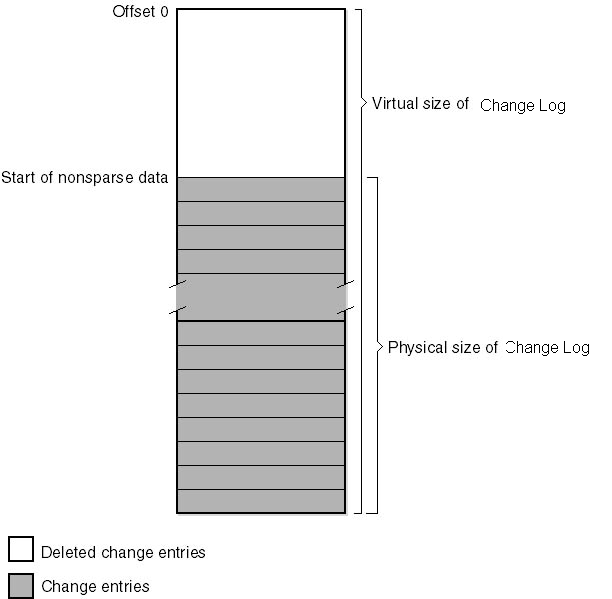 Offset 0
Virtual size of Change Log
Start of nonsparse data
Physical size of Change Log
Deleted change entries
Change entries